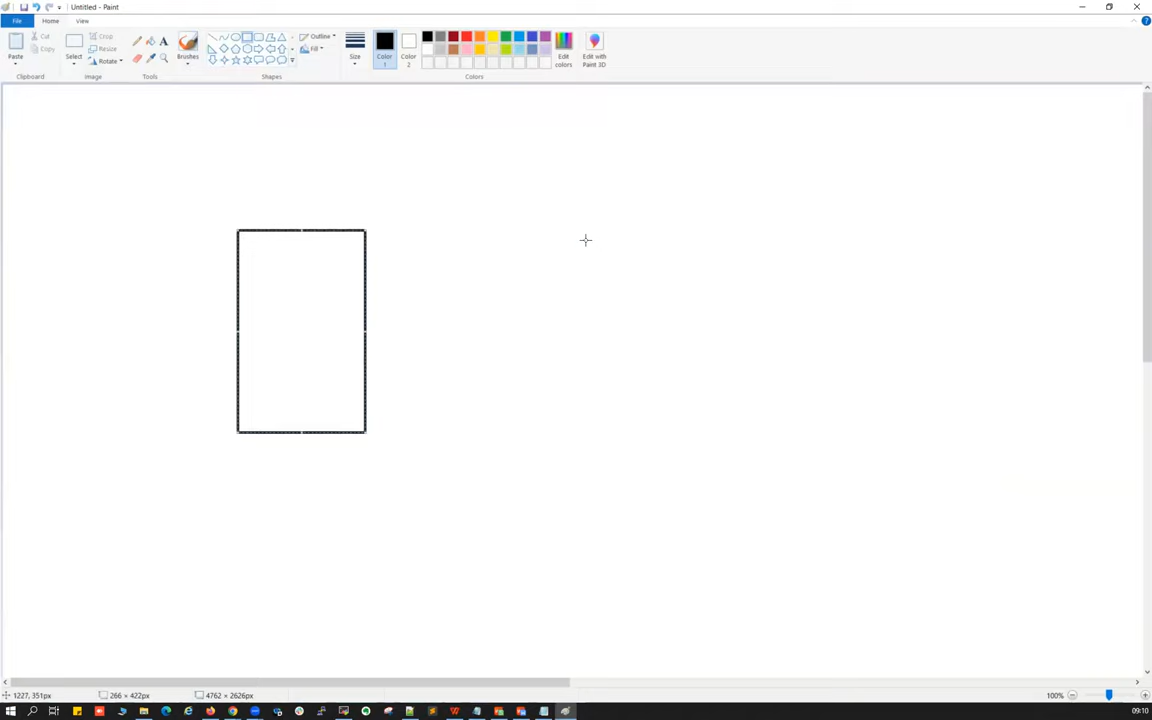 Untitled - Paint
File
Home
View
Paste
Cut
Copy
Clipboard
Select
Crop
Resize
Rotate
Image
Tools
Brushes
Shapes
Outline
Fill
Size
Color
1
Color
2
Colors
Edit
colors
Edit with
Paint 3D
1227, 351px
266 × 422px
4762 × 2626px
100%
09:10